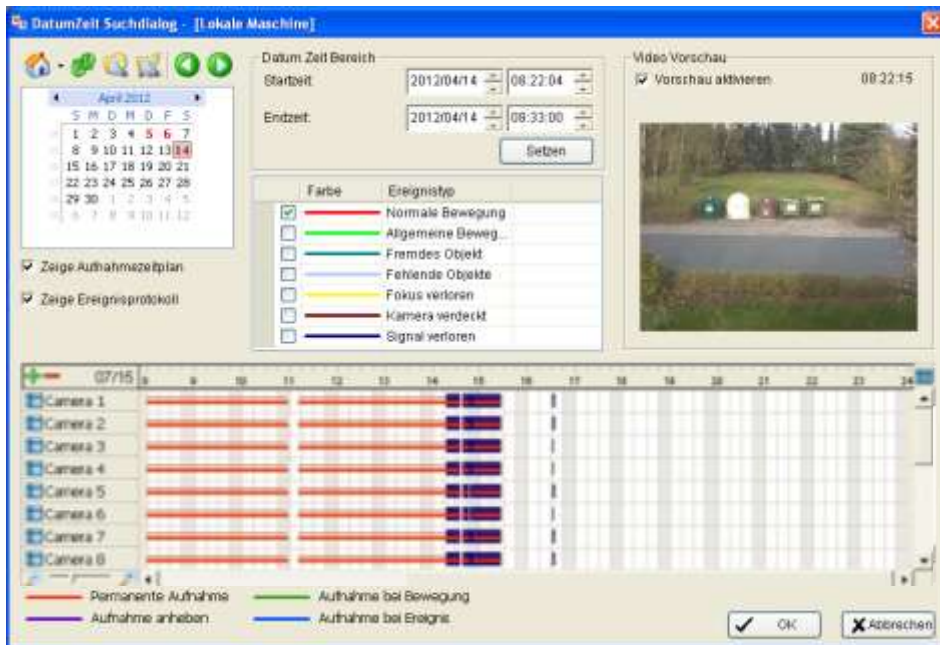 DatumZeit Suchdialog - [Lokale Maschine]
Datum Zeit Bereich
Startzeit:
2012/04/14
08:22:04
Endzeit:
2012/04/14
08:33:00
Setzen
Video Vorschau
Vorschau aktivieren
08:22:15
April 2012
S M D M D F S
1 2 3 4 5 6 7
8 9 10 11 12 13 14
15 16 17 18 19 20 21
22 23 24 25 26 27 28
29 30 1 2 3 4 5
6 7 8 9 10 11 12
Zeige Aufnahmezeitplan
Zeige Ereignisprotokoll
Farbe Ereignistyp
Normale Bewegung
Allgemeine Beweg...
Fremdes Objekt
Fehlende Objekte
Fokus verloren
Kamera verdeckt
Signal verloren
07/15 8 9 10 11 12 13 14 15 16 17 18 19 20 21 22 23 24
Camera 1
Camera 2
Camera 3
Camera 4
Camera 5
Camera 6
Camera 7
Camera 8
Permanente Aufnahme
Aufnahme bei Bewegung
Aufnahme anheben
Aufnahme bei Ereignis
OK
Abbrechen